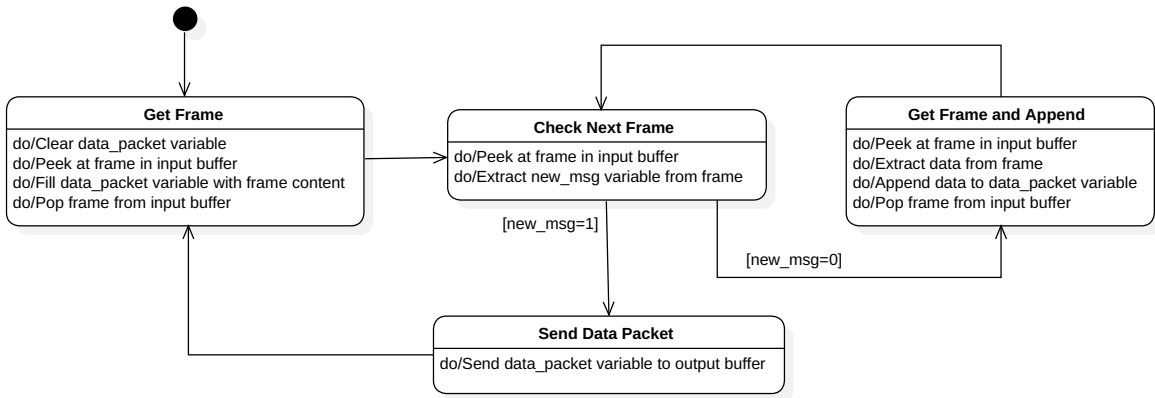 Get Frame
do/Clear data_packet variable
do/Peek at frame in input buffer
do/Fill data_packet variable with frame content
do/Pop frame from input buffer
Check Next Frame
do/Peek at frame in input buffer
do/Extract new_msg variable from frame
Get Frame and Append
do/Peek at frame in input buffer
do/Extract data from frame
do/Append data to data_packet variable
do/Pop frame from input buffer
[new_msg=1]
[new_msg=0]
Send Data Packet
do/Send data_packet variable to output buffer